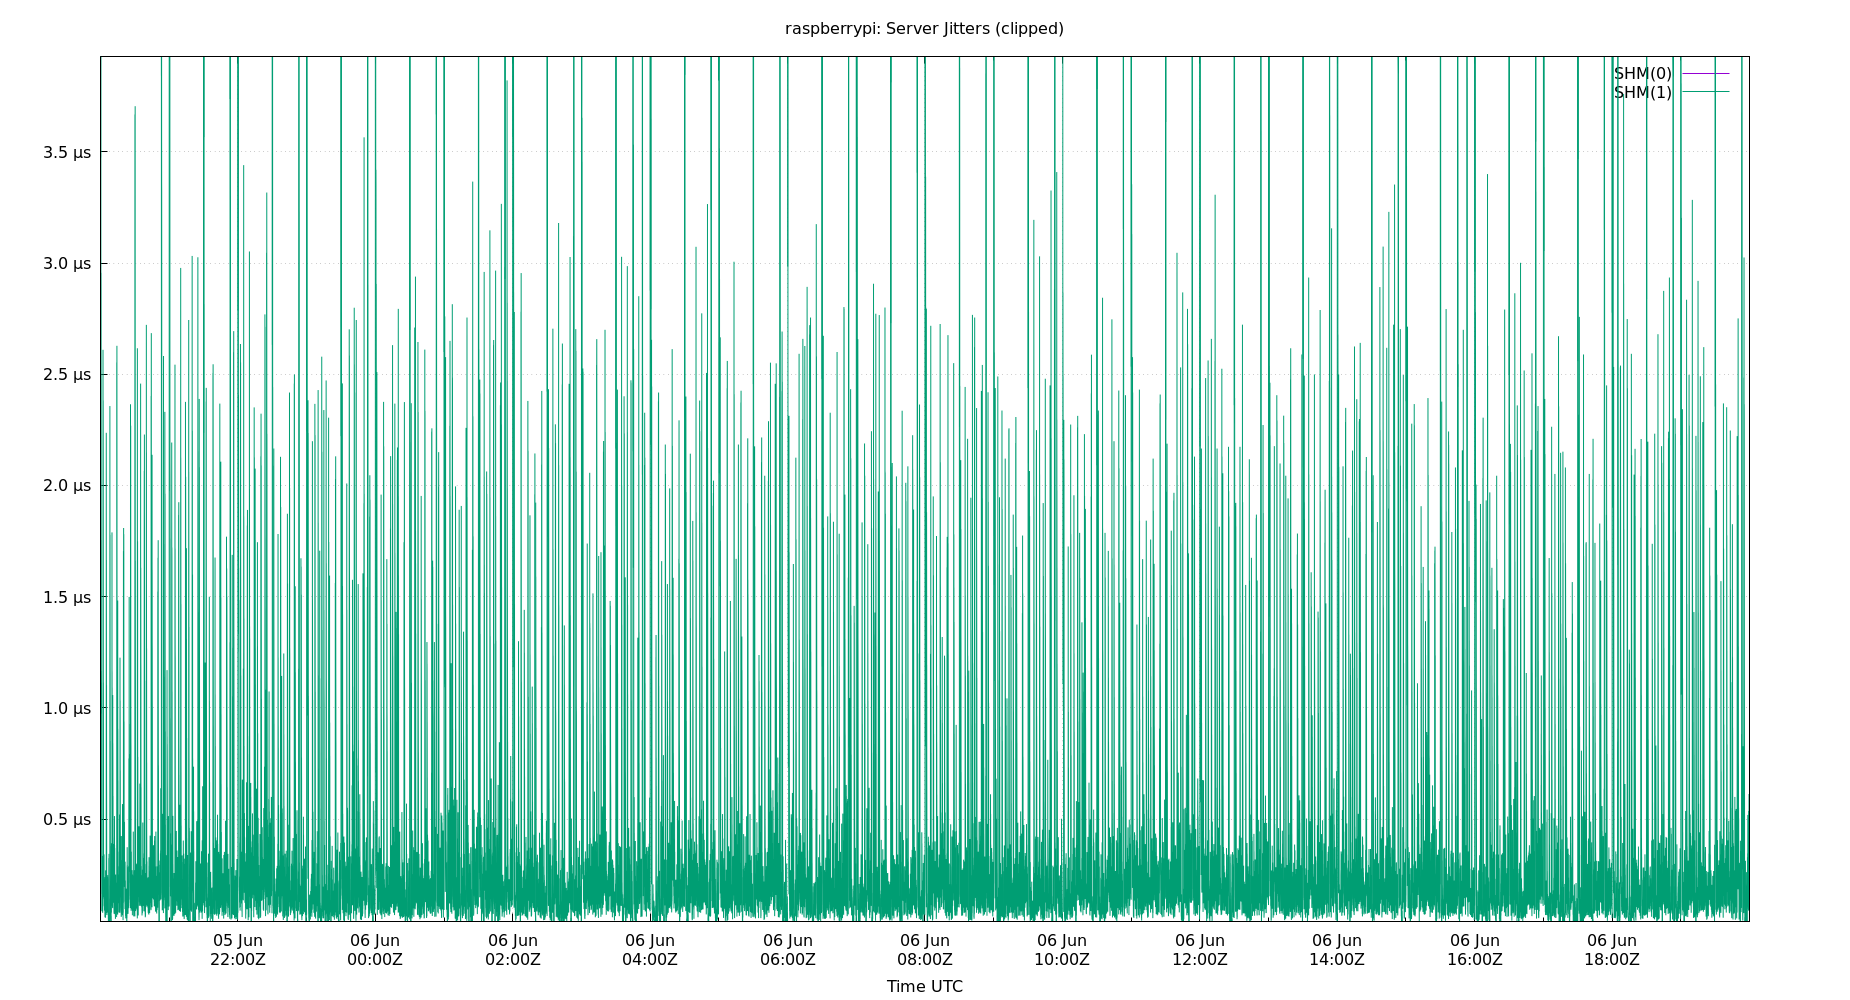 raspberrypi: Server Jitters (clipped)
SHM(0)
SHM(1)
3.5 µs
3.0 µs
2.5 µs
2.0 µs
1.5 µs
1.0 µs
0.5 µs
05 Jun 06 Jun 06 Jun 06 Jun 06 Jun 06 Jun 06 Jun 06 Jun 06 Jun 06 Jun 06 Jun
22:00Z 00:00Z 02:00Z 04:00Z 06:00Z 08:00Z 10:00Z 12:00Z 14:00Z 16:00Z 18:00Z
Time UTC